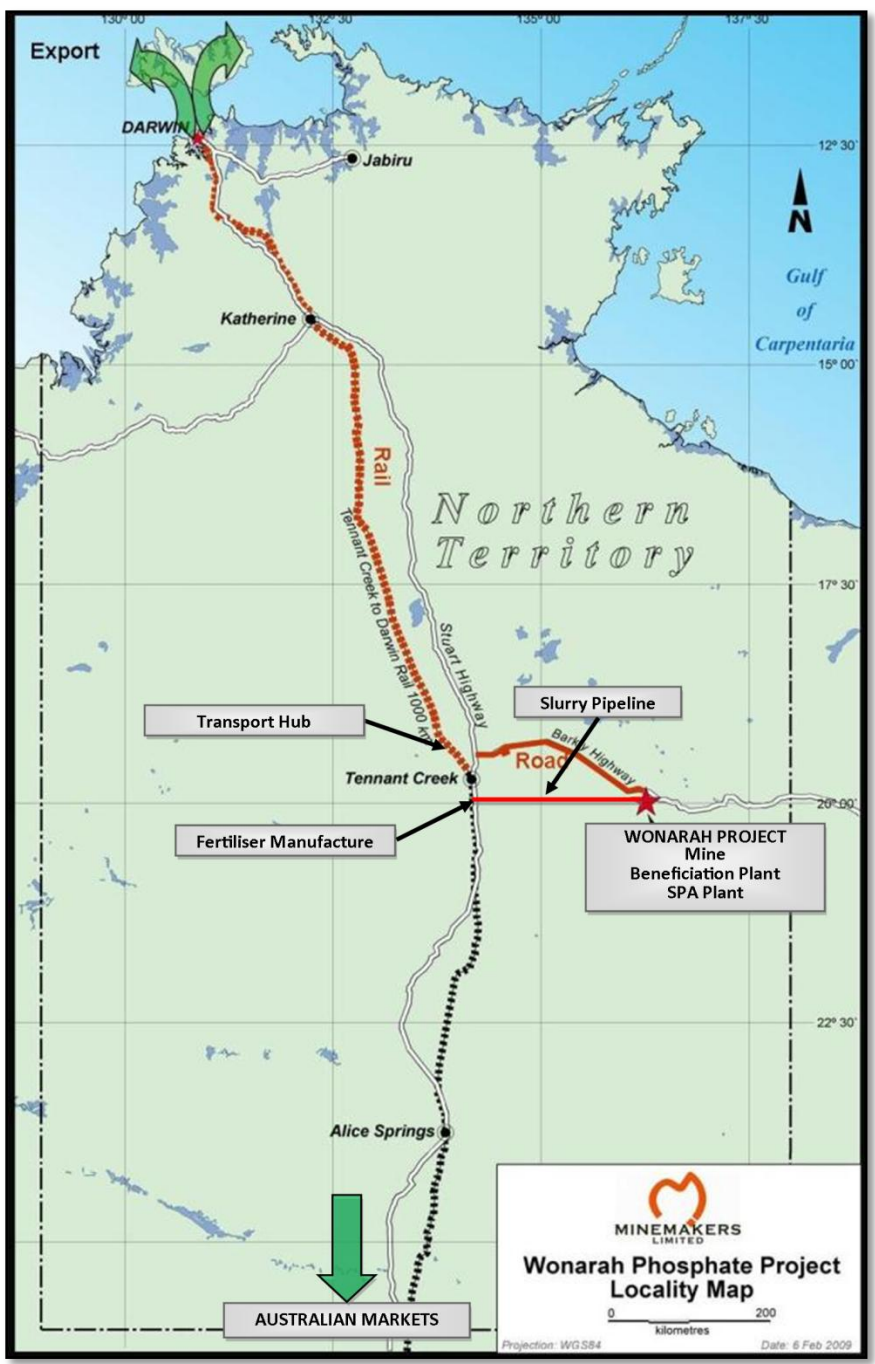 130° 00'
132° 30'
135° 00'
137° 30'
Export
DARWIN
12° 30'
Jabiru
N
Gulf
of
Carpentaria
Katherine
15° 00'
Rail
Northern
Territory
Tennant Creek to Darwin Rail 1000 km
17° 30'
Stuart Highway
Slurry Pipeline
Transport Hub
Barkly Highway
Road
Tennant Creek
20° 00'
Fertiliser Manufacture
WONARAH PROJECT
Mine
Beneficiation Plant
SPA Plant
22° 30'
Alice Springs
MINEMAKERS
LIMITED
Wonarah Phosphate Project
Locality Map
0 200
kilometres
AUSTRALIAN MARKETS
Projection: WGS84 Date: 6 Feb 2009